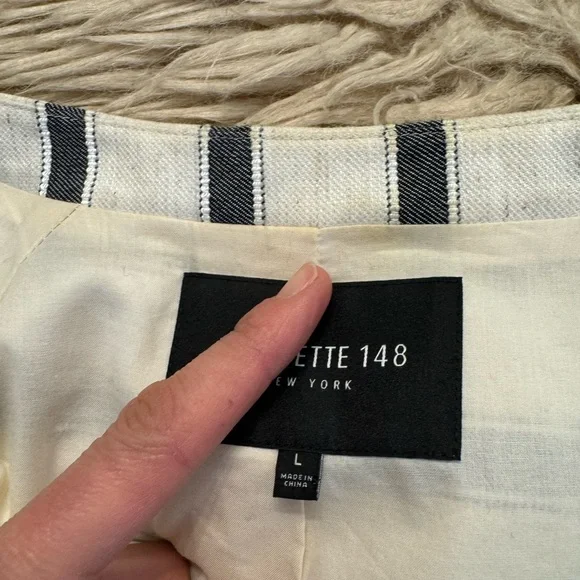 ETTE 148
EW YORK
L
MADE IN
CHINA